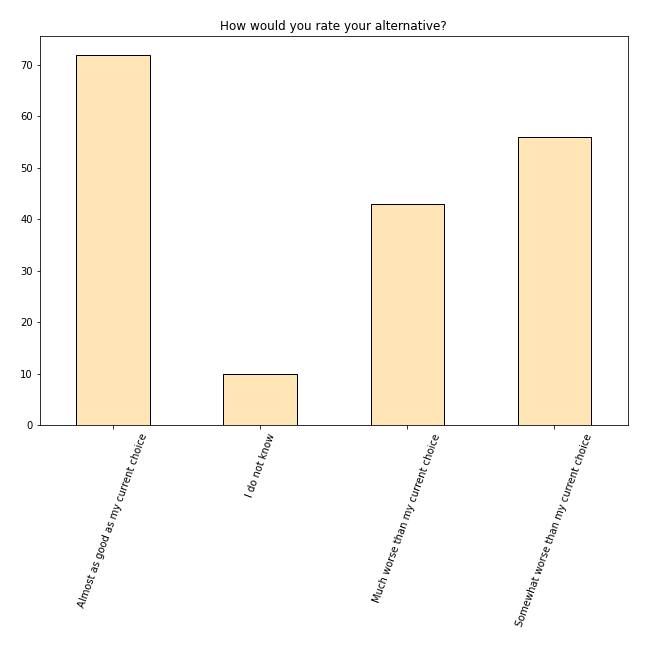 How would you rate your alternative?
70
60
50
40
30
20
10
0
Almost as good as my current choice
I do not know
Much worse than my current choice
Somewhat worse than my current choice